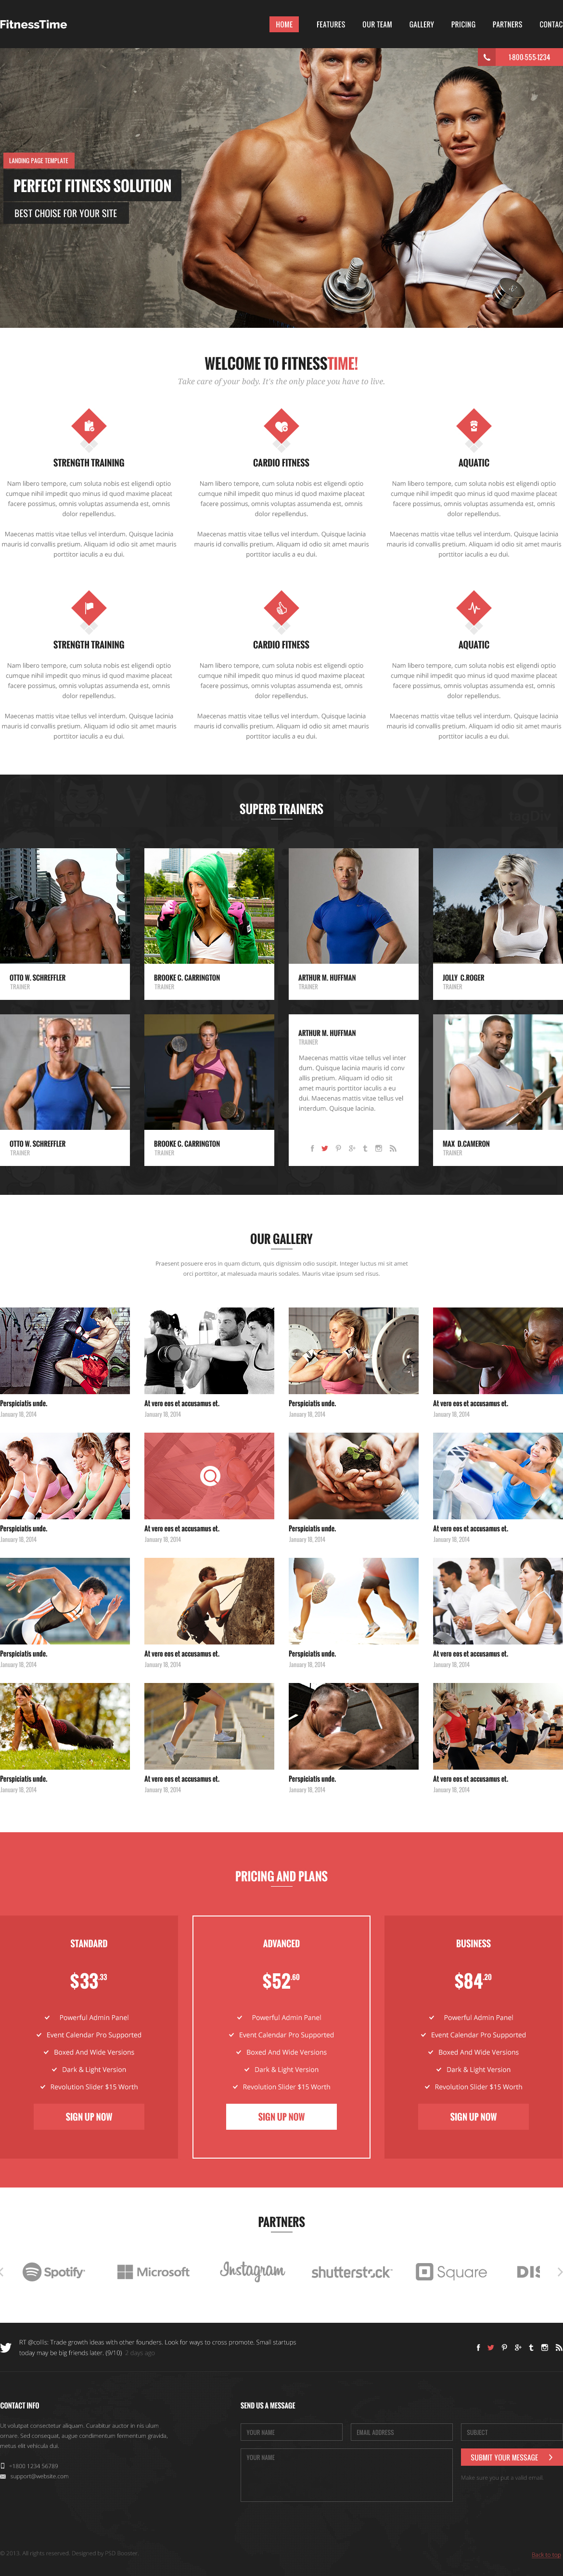 FitnessTime
HOME FEATURES OUR TEAM GALLERY PRICING PARTNERS CONTAC
1-800-555-1234
LANDING PAGE TEMPLATE
PERFECT FITNESS SOLUTION
BEST CHOISE FOR YOUR SITE
WELCOME TO FITNESSTIME!
Take care of your body. It's the only place you have to live.
STRENGTH TRAINING
Nam libero tempore, cum soluta nobis est eligendi optio
cumque nihil impedit quo minus id quod maxime placeat
facere possimus, omnis voluptas assumenda est, omnis
dolor repellendus.
Maecenas mattis vitae tellus vel interdum. Quisque lacinia
mauris id convallis pretium. Aliquam id odio sit amet mauris
porttitor iaculis a eu dui.
CARDIO FITNESS
Nam libero tempore, cum soluta nobis est eligendi optio
cumque nihil impedit quo minus id quod maxime placeat
facere possimus, omnis voluptas assumenda est, omnis
dolor repellendus.
Maecenas mattis vitae tellus vel interdum. Quisque lacinia
mauris id convallis pretium. Aliquam id odio sit amet mauris
porttitor iaculis a eu dui.
AQUATIC
Nam libero tempore, cum soluta nobis est eligendi optio
cumque nihil impedit quo minus id quod maxime placeat
facere possimus, omnis voluptas assumenda est, omnis
dolor repellendus.
Maecenas mattis vitae tellus vel interdum. Quisque lacinia
mauris id convallis pretium. Aliquam id odio sit amet mauris
porttitor iaculis a eu dui.
STRENGTH TRAINING
Nam libero tempore, cum soluta nobis est eligendi optio
cumque nihil impedit quo minus id quod maxime placeat
facere possimus, omnis voluptas assumenda est, omnis
dolor repellendus.
Maecenas mattis vitae tellus vel interdum. Quisque lacinia
mauris id convallis pretium. Aliquam id odio sit amet mauris
porttitor iaculis a eu dui.
CARDIO FITNESS
Nam libero tempore, cum soluta nobis est eligendi optio
cumque nihil impedit quo minus id quod maxime placeat
facere possimus, omnis voluptas assumenda est, omnis
dolor repellendus.
Maecenas mattis vitae tellus vel interdum. Quisque lacinia
mauris id convallis pretium. Aliquam id odio sit amet mauris
porttitor iaculis a eu dui.
AQUATIC
Nam libero tempore, cum soluta nobis est eligendi optio
cumque nihil impedit quo minus id quod maxime placeat
facere possimus, omnis voluptas assumenda est, omnis
dolor repellendus.
Maecenas mattis vitae tellus vel interdum. Quisque lacinia
mauris id convallis pretium. Aliquam id odio sit amet mauris
porttitor iaculis a eu dui.
SUPERB TRAINERS
OTTO W. SCHREFFLER
TRAINER
BROOKE C. CARRINGTON
TRAINER
ARTHUR M. HUFFMAN
TRAINER
JOLLY C.ROGER
TRAINER
OTTO W. SCHREFFLER
TRAINER
BROOKE C. CARRINGTON
TRAINER
ARTHUR M. HUFFMAN
TRAINER
Maecenas mattis vitae tellus vel inter
dum. Quisque lacinia mauris id conv
allis pretium. Aliquam id odio sit
amet mauris porttitor iaculis a eu
dui. Maecenas mattis vitae tellus vel
interdum. Quisque lacinia.
MAX D.CAMERON
TRAINER
OUR GALLERY
Praesent posuere eros in quam dictum, quis dignissim odio suscipit. Integer luctus mi sit amet
orci porttitor, at malesuada mauris sodales. Mauris vitae ipsum sed risus.
Perspiciatis unde.
January 18, 2014
At vero eos et accusamus et.
January 18, 2014
Perspiciatis unde.
January 18, 2014
At vero eos et accusamus et.
January 18, 2014
Perspiciatis unde.
January 18, 2014
At vero eos et accusamus et.
January 18, 2014
Perspiciatis unde.
January 18, 2014
At vero eos et accusamus et.
January 18, 2014
Perspiciatis unde.
January 18, 2014
At vero eos et accusamus et.
January 18, 2014
Perspiciatis unde.
January 18, 2014
At vero eos et accusamus et.
January 18, 2014
Perspiciatis unde.
January 18, 2014
At vero eos et accusamus et.
January 18, 2014
Perspiciatis unde.
January 18, 2014
At vero eos et accusamus et.
January 18, 2014
PRICING AND PLANS
STANDARD
$33.33
Powerful Admin Panel
Event Calendar Pro Supported
Boxed And Wide Versions
Dark & Light Version
Revolution Slider $15 Worth
SIGN UP NOW
ADVANCED
$52.60
Powerful Admin Panel
Event Calendar Pro Supported
Boxed And Wide Versions
Dark & Light Version
Revolution Slider $15 Worth
SIGN UP NOW
BUSINESS
$84.20
Powerful Admin Panel
Event Calendar Pro Supported
Boxed And Wide Versions
Dark & Light Version
Revolution Slider $15 Worth
SIGN UP NOW
PARTNERS
Spotify Microsoft Instagram shutterstock Square DIS
RT @collis: Trade growth ideas with other founders. Look for ways to cross promote. Small startups
today may be big friends later. (9/10) 2 days ago
CONTACT INFO
Ut volutpat consectetur aliquam. Curabitur auctor in nis ulum
ornare. Sed consequat, augue condimentum fermentum gravida,
metus elit vehicula dui.
+1800 1234 56789
support@website.com
SEND US A MESSAGE
YOUR NAME EMAIL ADDRESS SUBJECT
YOUR NAME
SUBMIT YOUR MESSAGE
Make sure you put a valid email.
© 2013. All rights reserved. Designed by PSD Booster.
Back to top